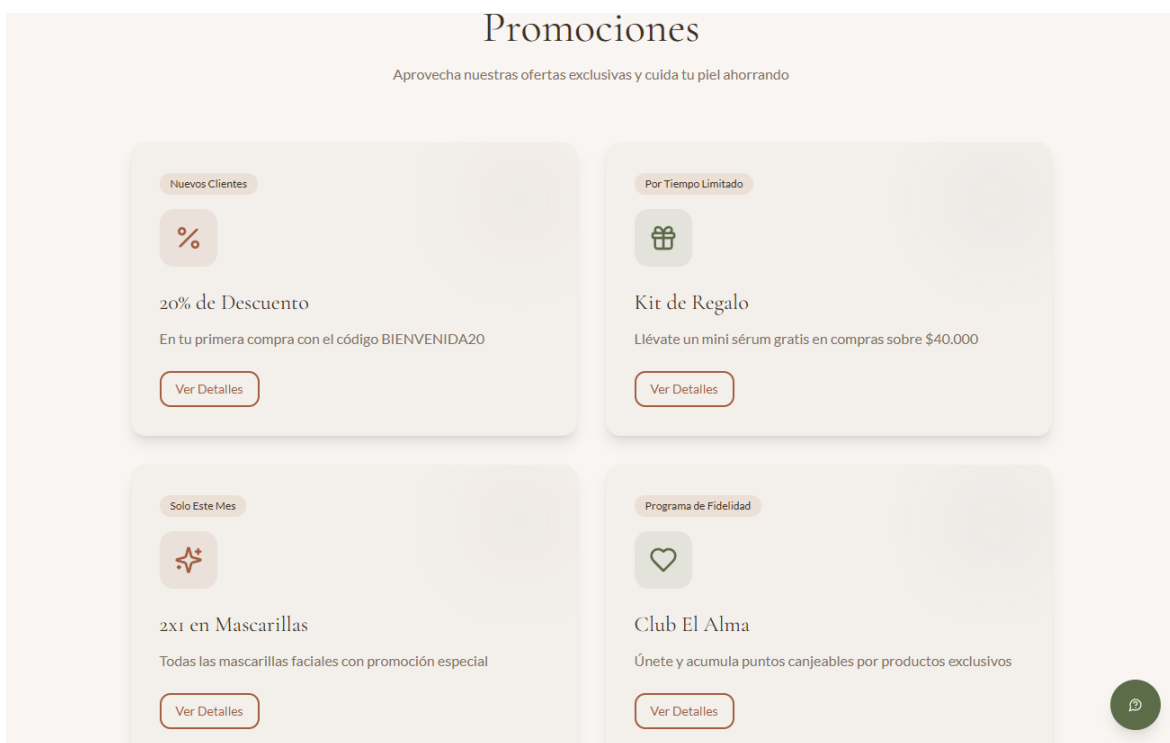 Promociones
Aprovecha nuestras ofertas exclusivas y cuida tu piel ahorrando
Nuevos Clientes
20% de Descuento
En tu primera compra con el código BIENVENIDA20
Ver Detalles
Por Tiempo Limitado
Kit de Regalo
Llévate un mini sérum gratis en compras sobre $40.000
Ver Detalles
Solo Este Mes
2x1 en Mascarillas
Todas las mascarillas faciales con promoción especial
Ver Detalles
Programa de Fidelidad
Club El Alma
Únete y acumula puntos canjeables por productos exclusivos
Ver Detalles